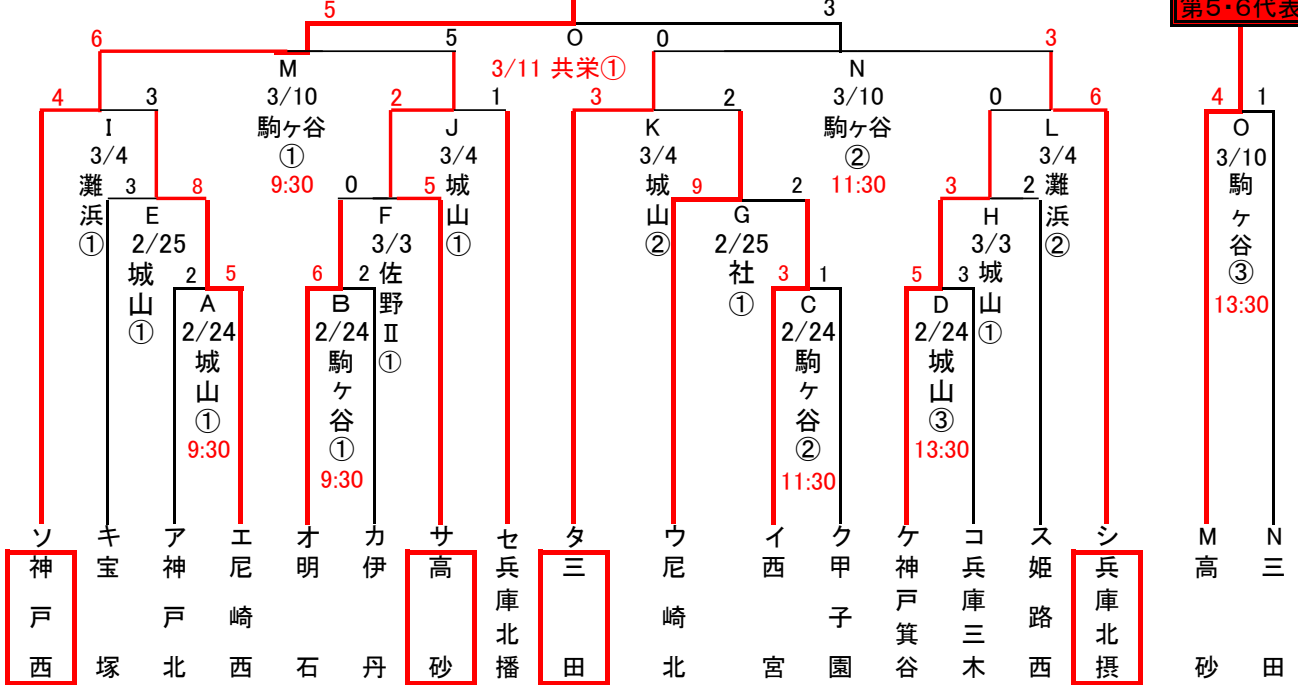 5
3
第5・6代表
6
5
O
0
3
M
3/11 共栄①
N
4
3
3/10
2
1
3
2
3/10
0
6
4
1
I
駒ヶ谷
J
K
駒ヶ谷
L
O
3/4
①
3/4
3/4
②
3/4
3/10
灘浜①
9:30
城山①
城山②
11:30
灘浜②
駒ヶ谷③
13:30
3
8
0
5
9
2
3
2
E
F
G
H
2/25
3/3
2/25
3/3
城山①
佐野Ⅱ①
社①
城山①
2
5
6
2
3
1
5
3
A
B
C
D
2/24
2/24
2/24
2/24
城山①
駒ヶ谷①
駒ヶ谷②
城山③
9:30
9:30
11:30
13:30
ソ 神戸西
キ 宝塚
ア 神戸北
エ 尼崎西
オ 明石
カ 伊丹
サ 高砂
セ 兵庫北播
タ 三田
ウ 尼崎北
イ 西宮
ク 甲子園
ケ 神戸箕谷
コ 兵庫三木
ス 姫路西
シ 兵庫北摂
M 高砂
N 三田